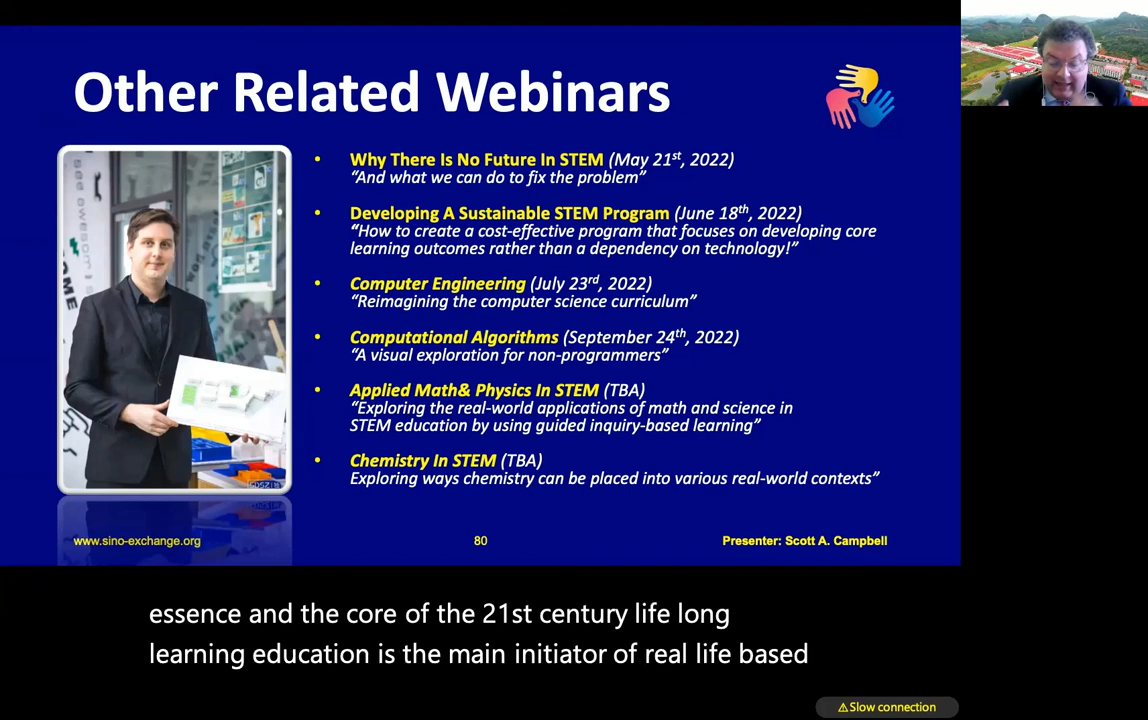 Other Related Webinars
• Why There Is No Future In STEM (May 21st, 2022)
“And what we can do to fix the problem”
• Developing A Sustainable STEM Program (June 18th, 2022)
“How to create a cost-effective program that focuses on developing core
learning outcomes rather than a dependency on technology!”
• Computer Engineering (July 23rd, 2022)
“Reimagining the computer science curriculum”
• Computational Algorithms (September 24th, 2022)
“A visual exploration for non-programmers”
• Applied Math& Physics In STEM (TBA)
“Exploring the real-world applications of math and science in
STEM education by using guided inquiry-based learning”
• Chemistry In STEM (TBA)
Exploring ways chemistry can be placed into various real-world contexts”
www.sino-exchange.org
80
Presenter: Scott A. Campbell
essence and the core of the 21st century life long
learning education is the main initiator of real life based
⚠Slow connection